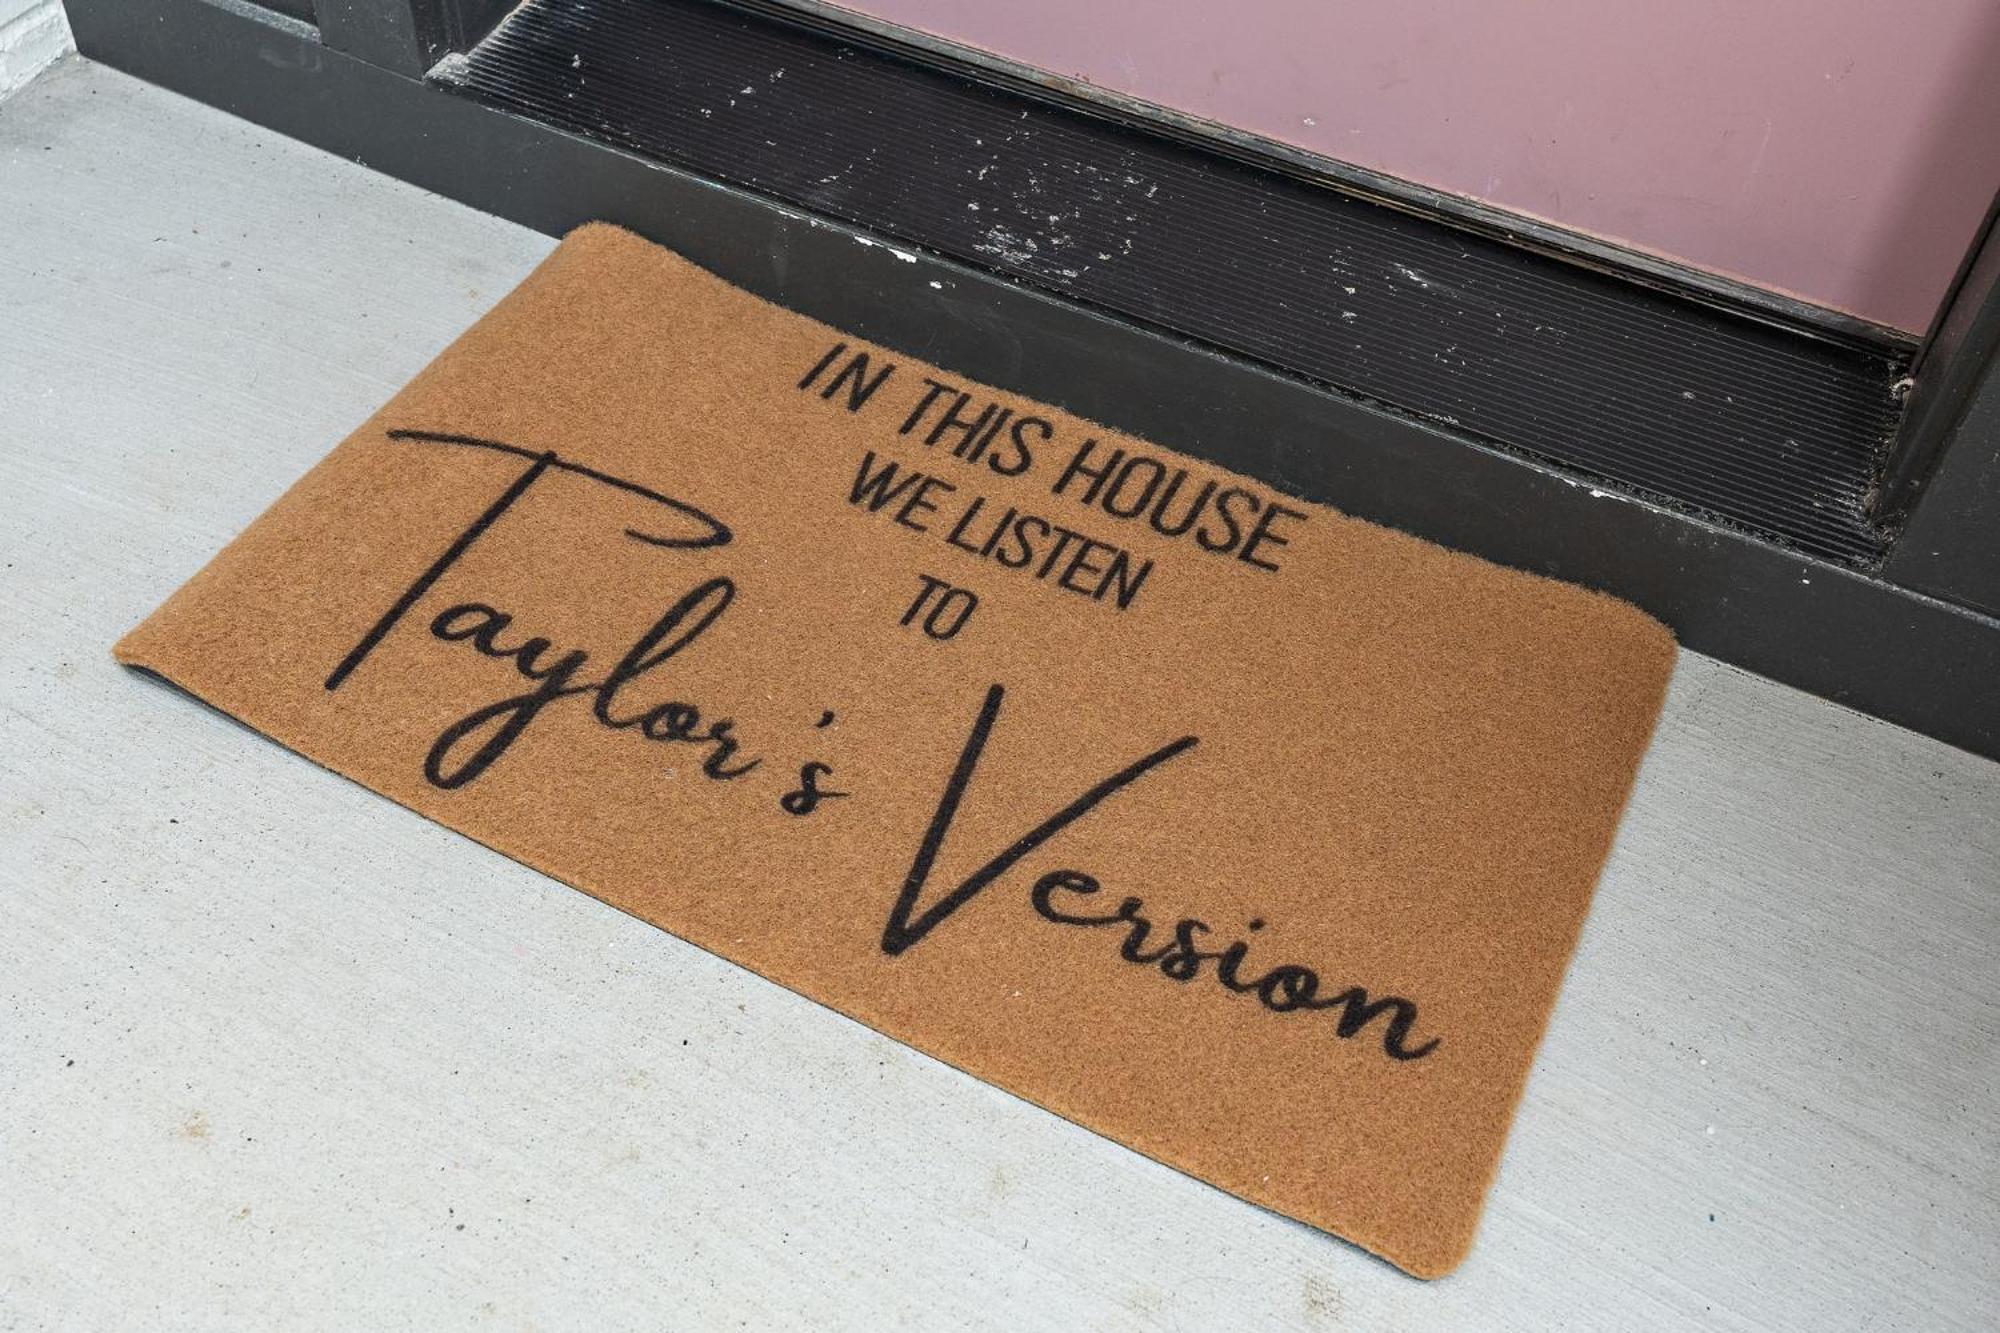 IN THIS HOUSE
WE LISTEN
TO
Taylor's Version